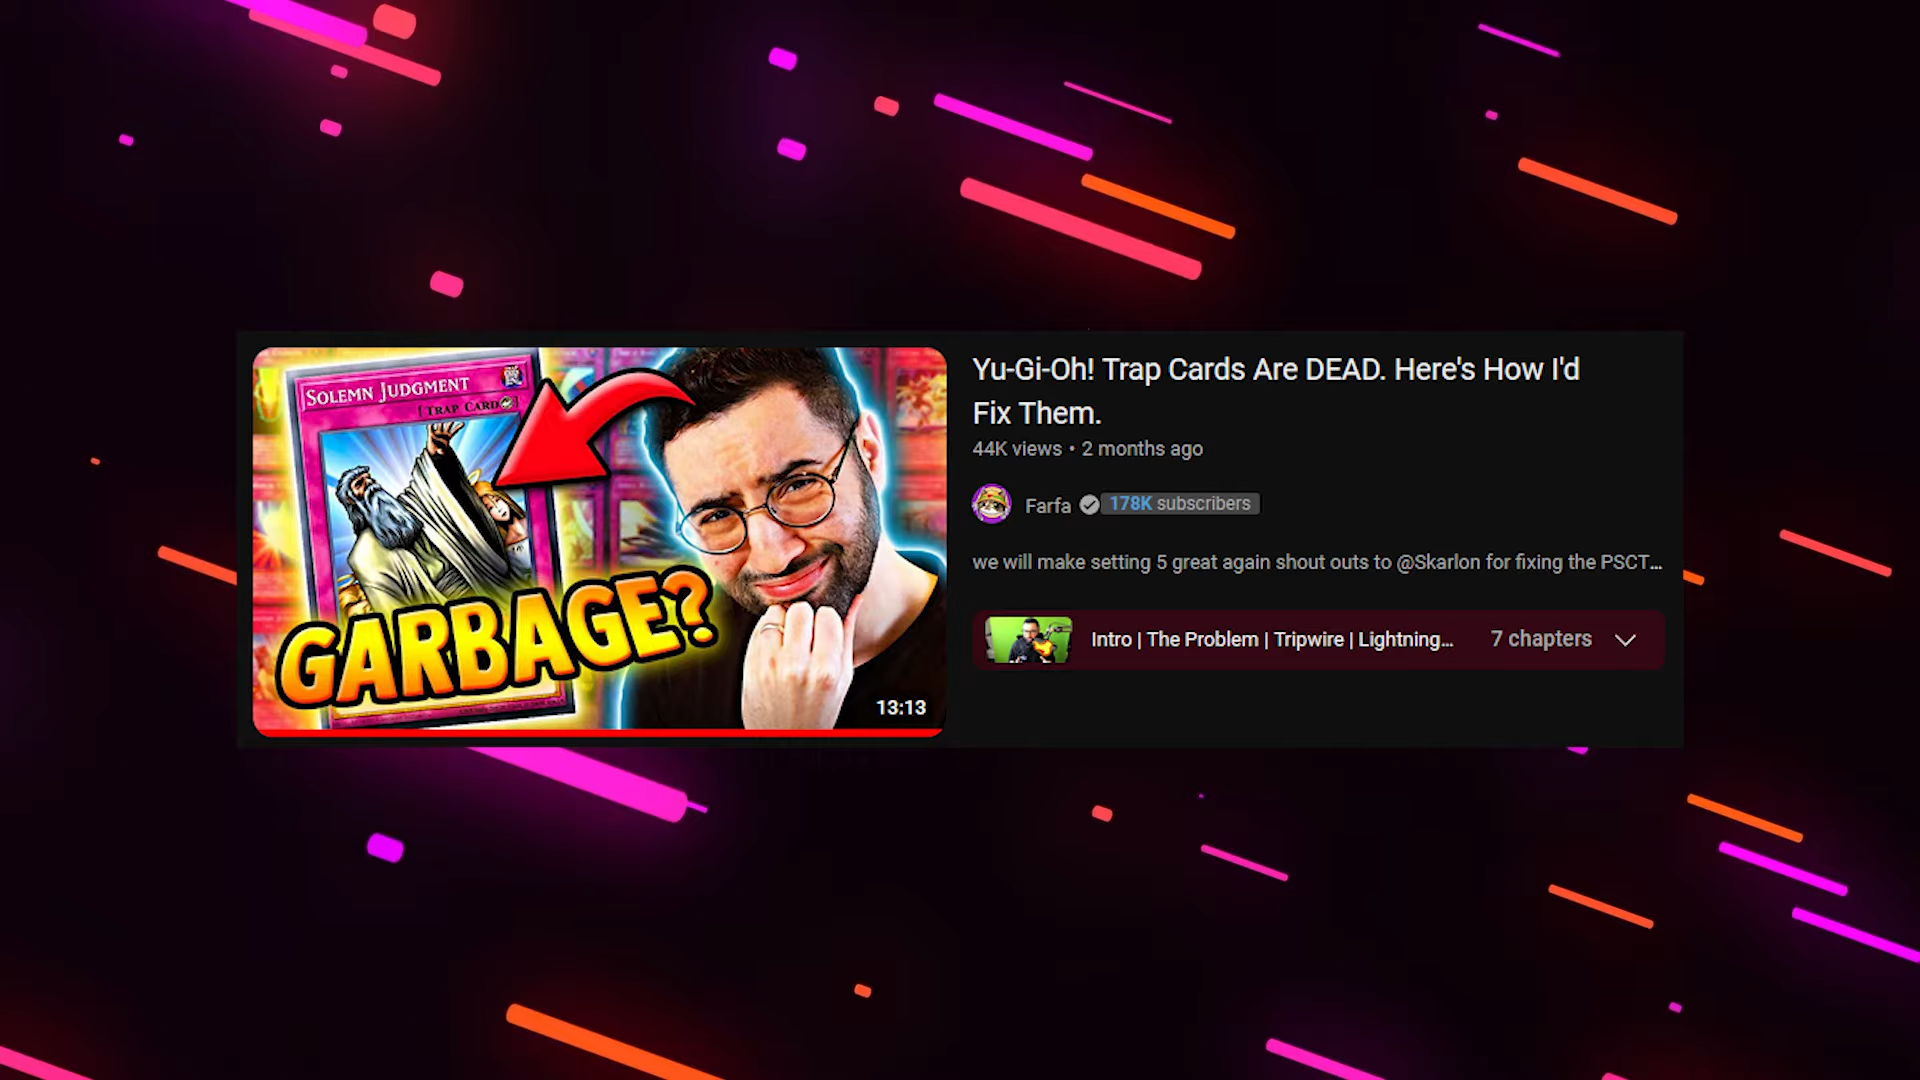 SOLEMN JUDGMENT
[TRAP CARD]
GARBAGE?
13:13
Yu-Gi-Oh! Trap Cards Are DEAD. Here's How I'd
Fix Them.
44K views • 2 months ago
Farfa 178K subscribers
we will make setting 5 great again shout outs to @Skarlon for fixing the PSCT...
Intro | The Problem | Tripwire | Lightning... 7 chapters